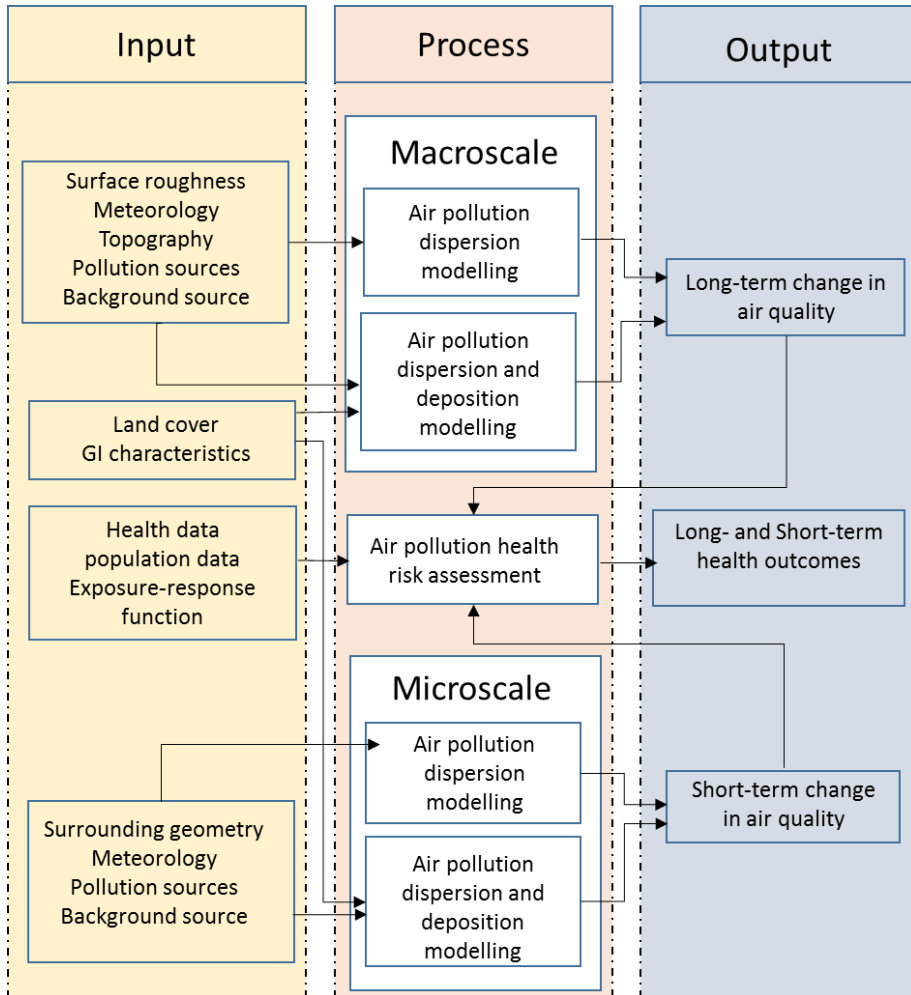 Input
Process
Output
Surface roughness
Meteorology
Topography
Pollution sources
Background source
Land cover
GI characteristics
Health data
population data
Exposure-response
function
Surrounding geometry
Meteorology
Pollution sources
Background source
Macroscale
Air pollution
dispersion
modelling
Air pollution
dispersion and
deposition
modelling
Air pollution health
risk assessment
Microscale
Air pollution
dispersion
modelling
Air pollution
dispersion and
deposition
modelling
Long-term change in
air quality
Long- and Short-term
health outcomes
Short-term change
in air quality